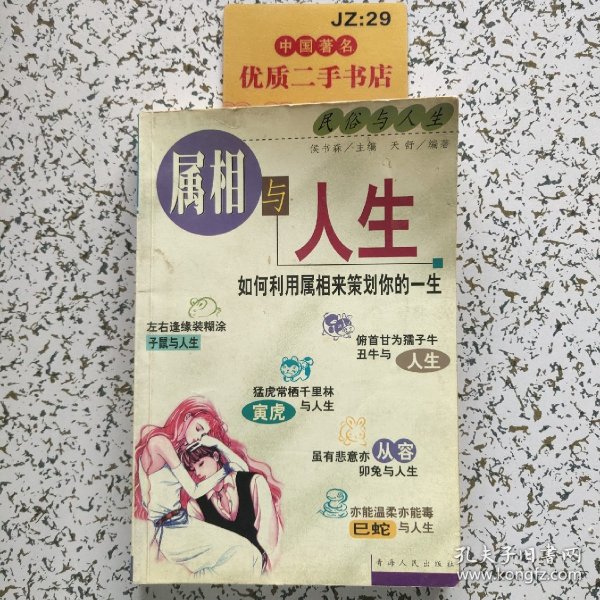 JZ:29
中国著名
优质二手书店
民俗与人生
侯书森/主编 天舒/编著
属相
与
人生
如何利用属相来策划你的一生
左右逢缘装糊涂
子鼠与人生
俯首甘为孺子牛
丑牛与人生
猛虎常栖千里林
寅虎与人生
虽有悲意亦从容
卯兔与人生
亦能温柔亦能毒
巳蛇与人生
青海人民出版社
孔夫子旧书网
www.kongfz.com